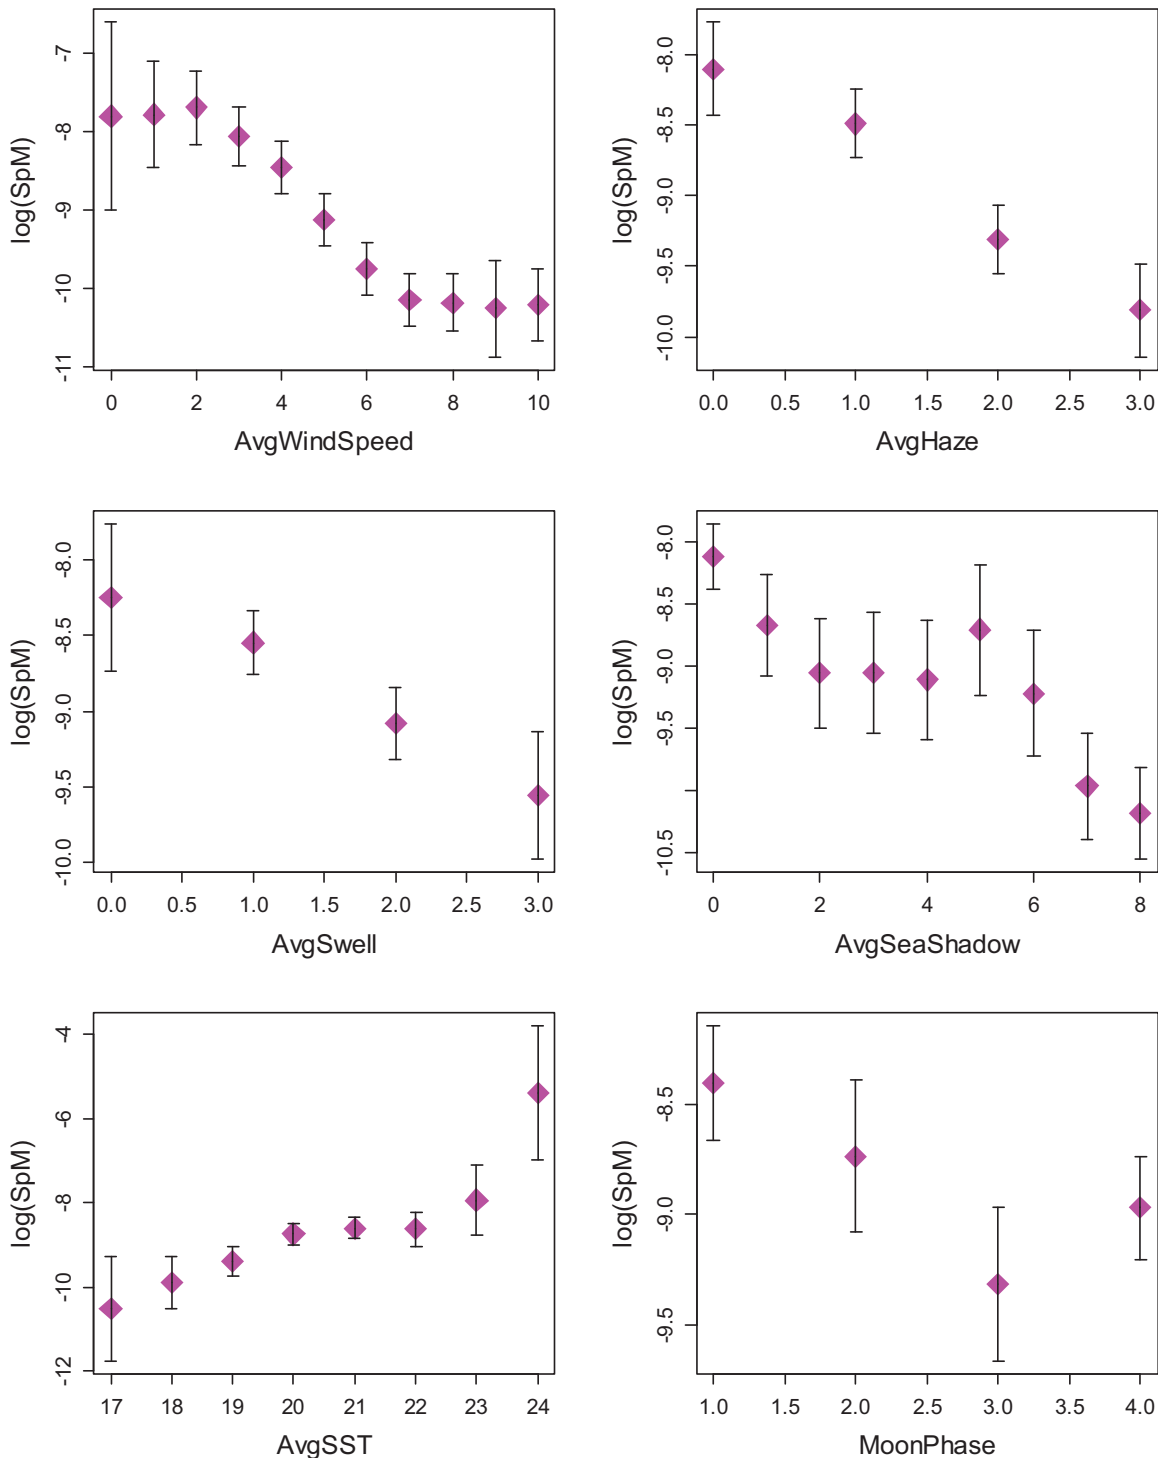 log(SpM)
-7
-8
-9
-10
-11
0 2 4 6 8 10
AvgWindSpeed
log(SpM)
-8.0
-8.5
-9.0
-9.5
-10.0
0.0 0.5 1.0 1.5 2.0 2.5 3.0
AvgHaze
log(SpM)
-8.0
-8.5
-9.0
-9.5
-10.0
0.0 0.5 1.0 1.5 2.0 2.5 3.0
AvgSwell
log(SpM)
-8.0
-8.5
-9.0
-9.5
-10.5
0 2 4 6 8
AvgSeaShadow
log(SpM)
-4
-6
-8
-10
-12
17 18 19 20 21 22 23 24
AvgSST
log(SpM)
-8.5
-9.0
-9.5
1.0 1.5 2.0 2.5 3.0 3.5 4.0
MoonPhase